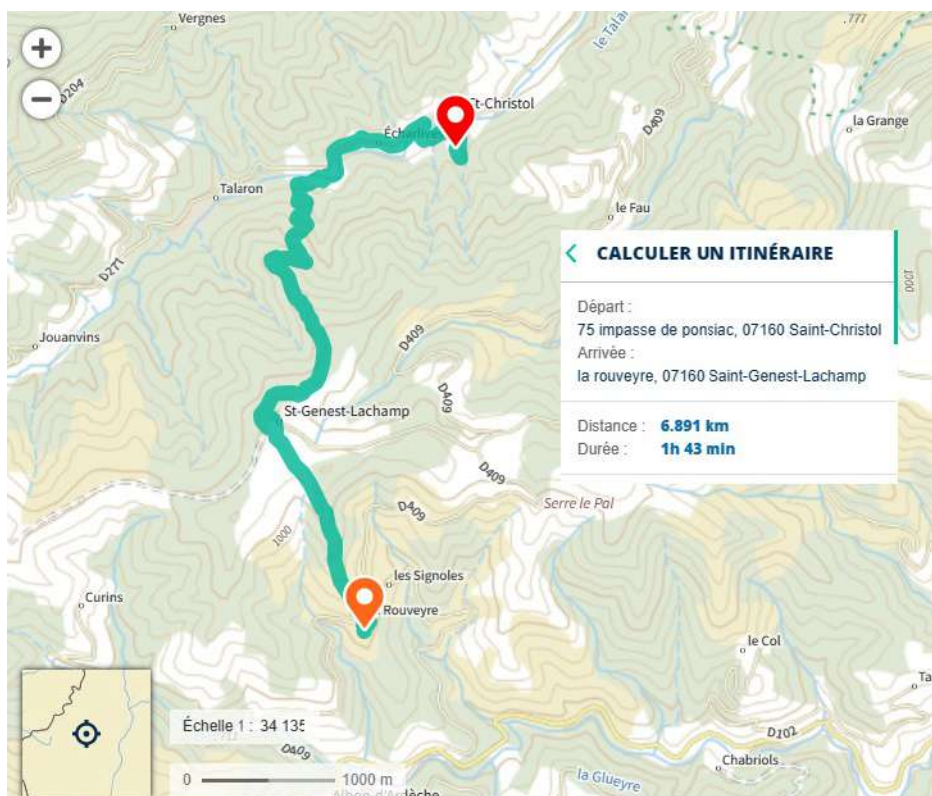 Vergnes
le Talar
777
D204
St-Christol
Écharlive
D409
la Grange
Talaron
le Fau
D271
CALCULER UN ITINÉRAIRE
1000
Départ :
75 impasse de ponsiac, 07160 Saint-Christol
Arrivée :
la rouveyre, 07160 Saint-Genest-Lachamp
Jouanvins
D409
D409
St-Genest-Lachamp
Distance : 6.891 km
Durée : 1h 43 min
D409
Serre le Pal
D409
1000
les Signoles
Curins
Rouveyre
le Col
Ta
Échelle 1 : 34 135
D102
D409
Chabriols
0 1000 m
la Glueyre